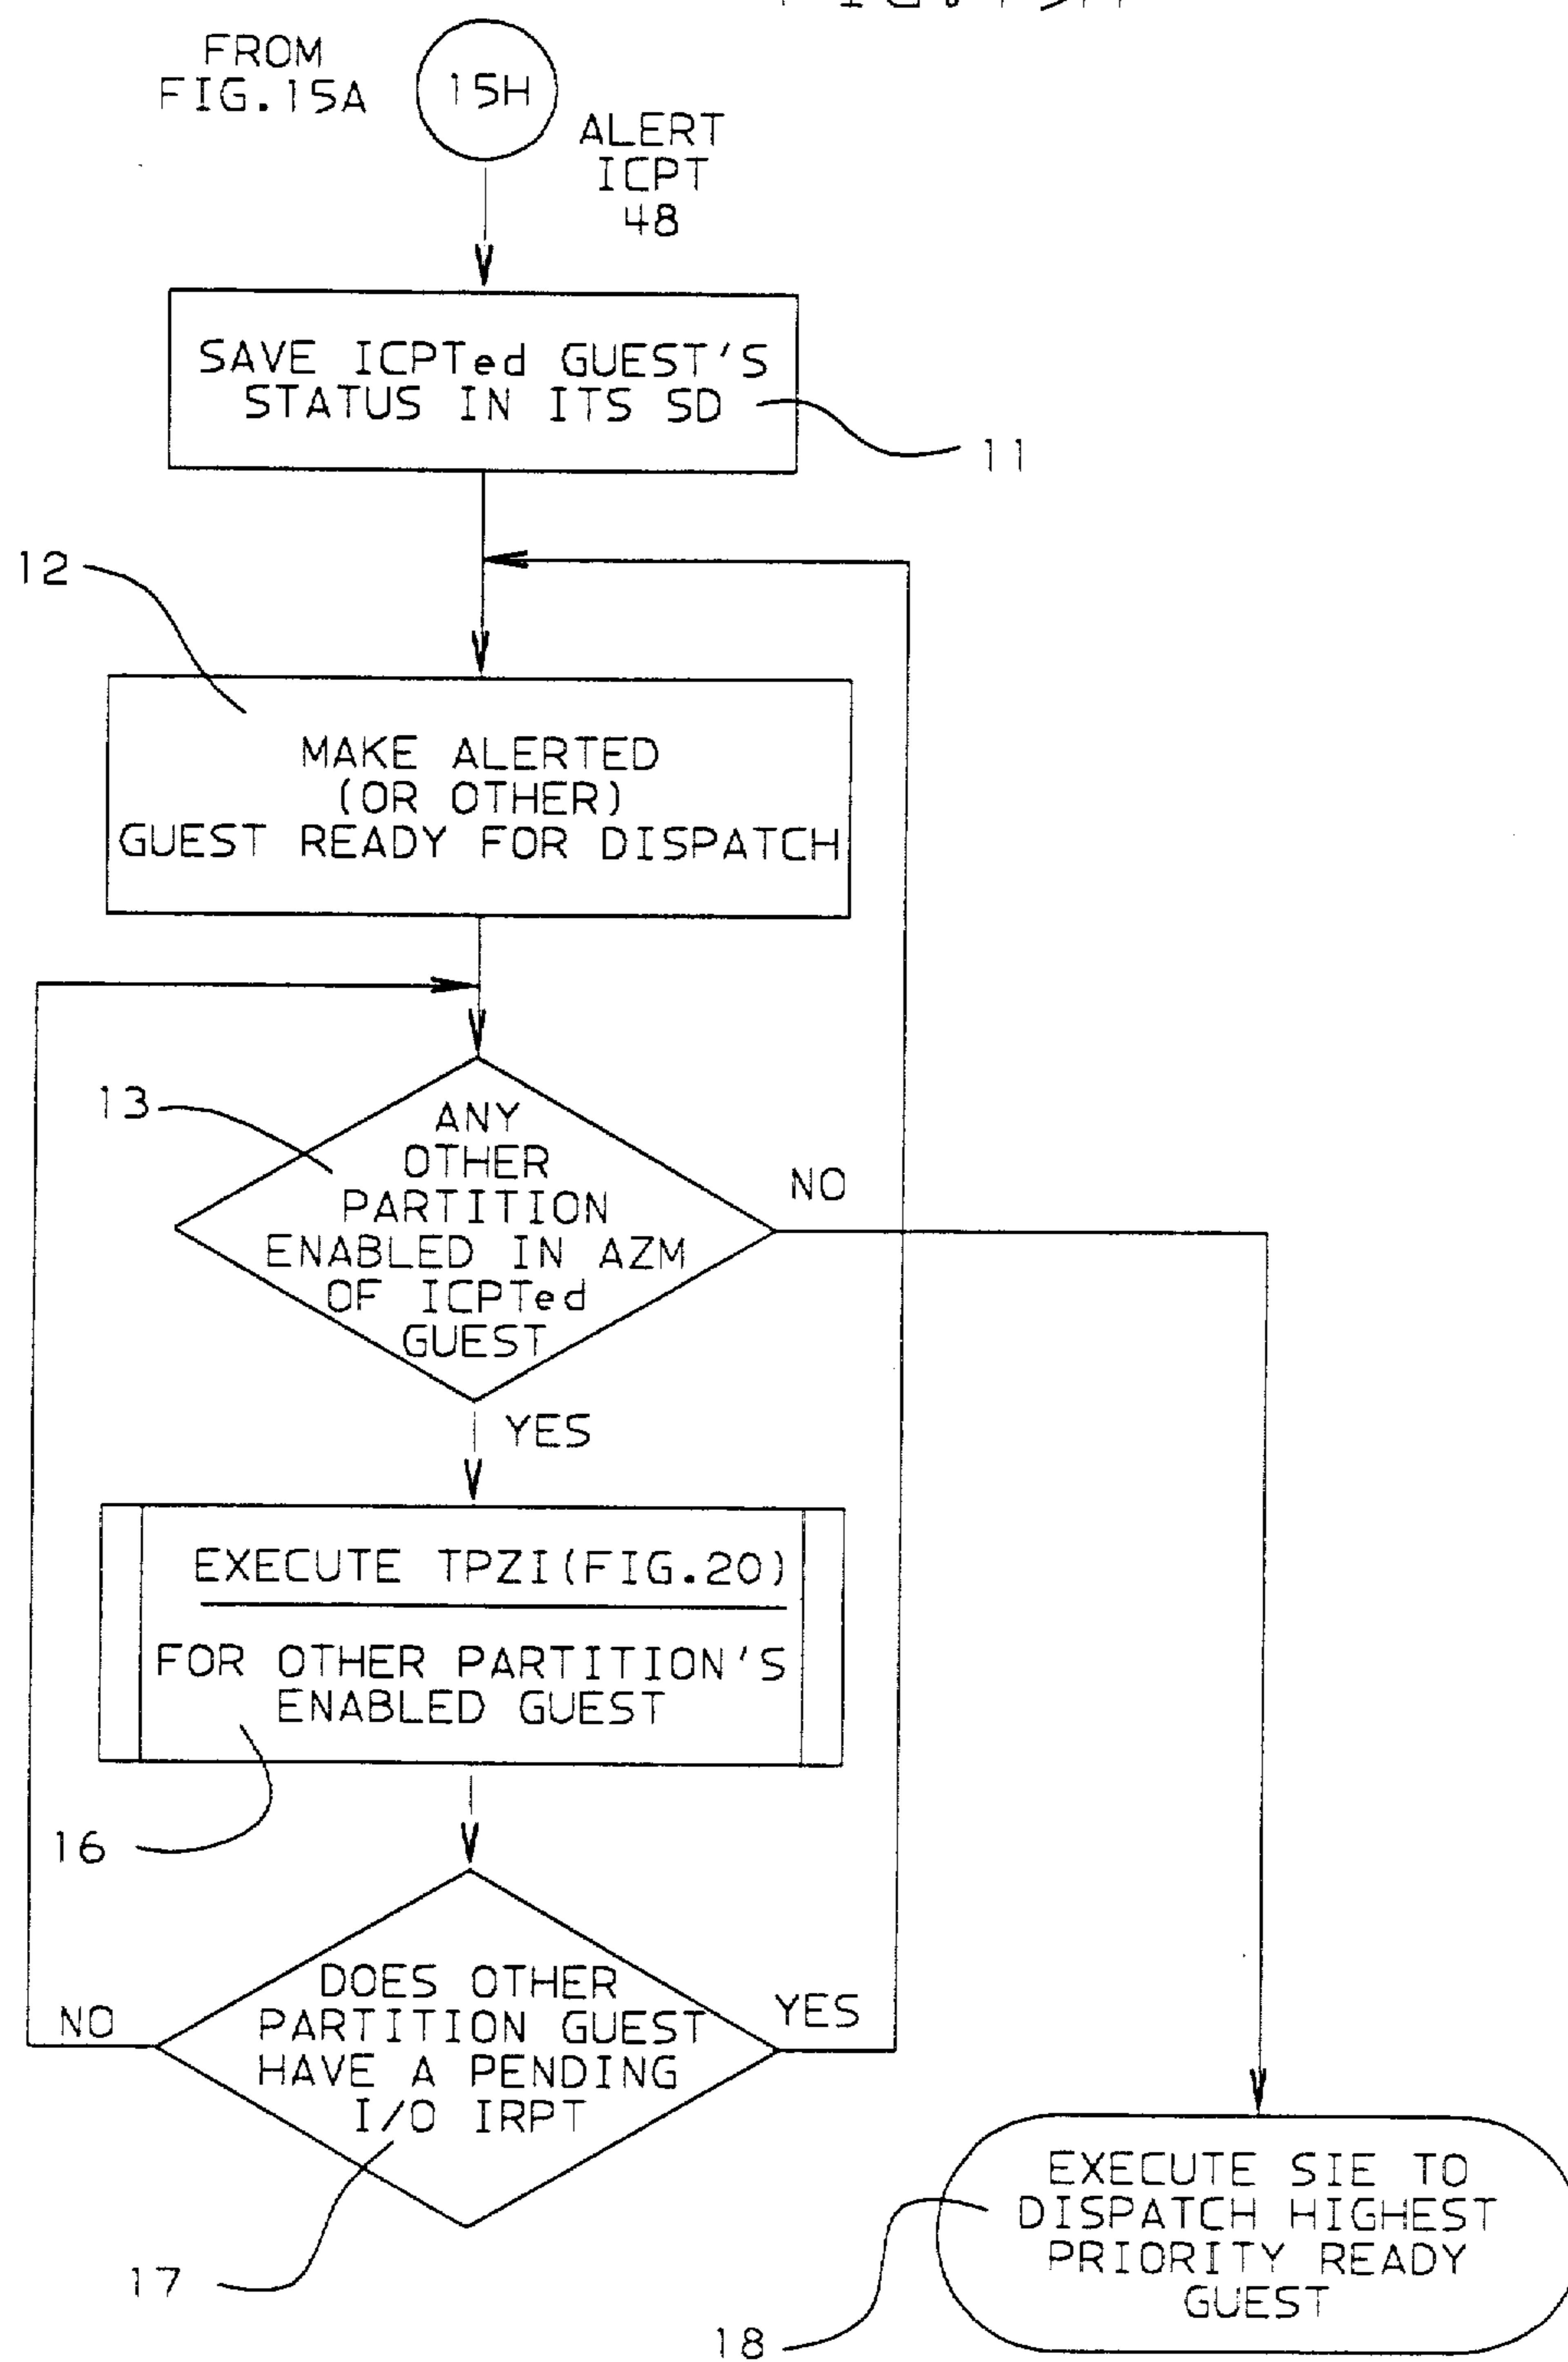 FROM
FIG.15A
15H
ALERT
ICPT
48
SAVE ICPTed GUEST'S
STATUS IN ITS SD
11
12
MAKE ALERTED
(OR OTHER)
GUEST READY FOR DISPATCH
13
ANY
OTHER
PARTITION
ENABLED IN AZM
OF ICPTed
GUEST
NO
YES
EXECUTE TPZI(FIG.20)
FOR OTHER PARTITION'S
ENABLED GUEST
16
DOES OTHER
PARTITION GUEST
HAVE A PENDING
I/O IRPT
NO
YES
17
EXECUTE SIE TO
DISPATCH HIGHEST
PRIORITY READY
GUEST
18